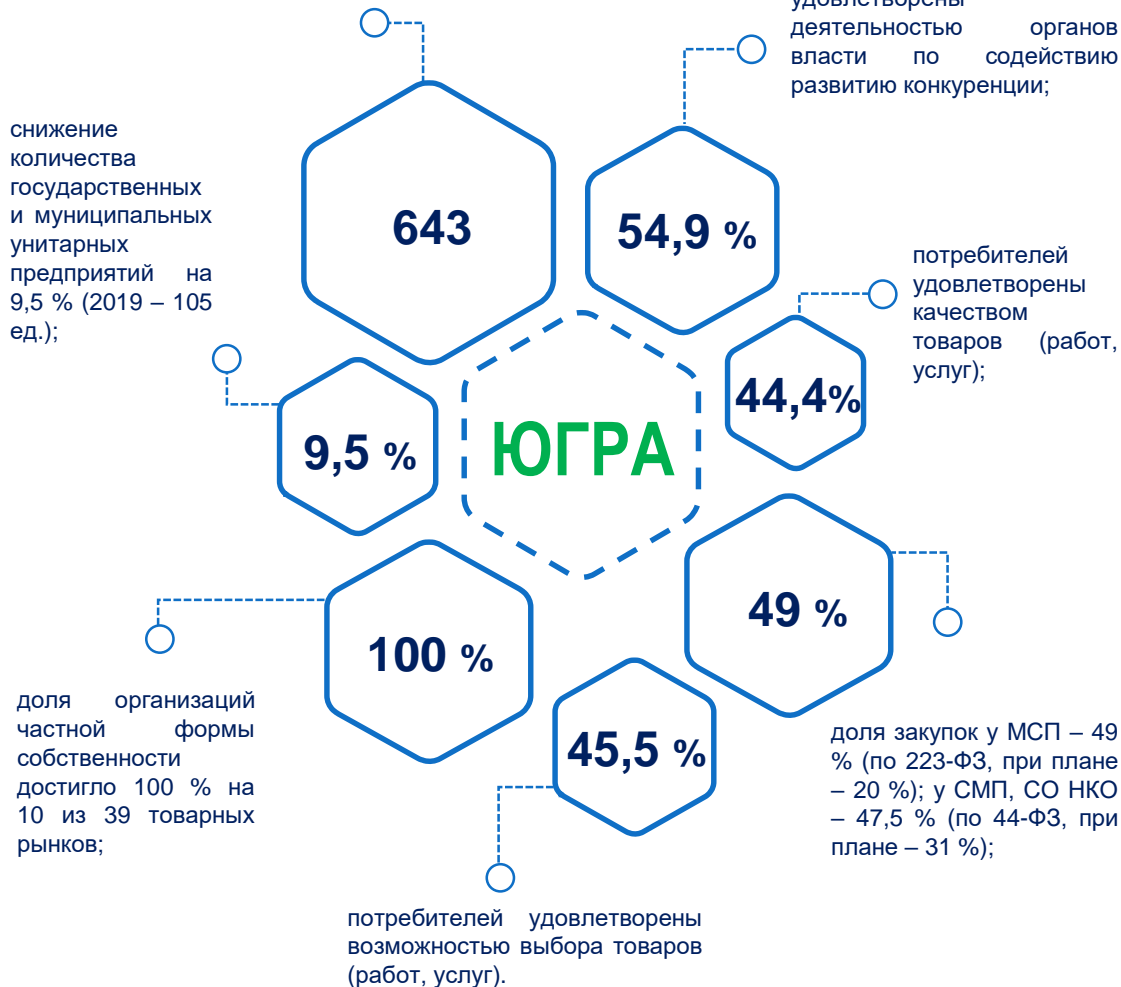 удовлетворены
деятельностью органов
власти по содействию
развитию конкуренции;
снижение
количества
государственных
и муниципальных
унитарных
предприятий на
9,5 % (2019 – 105
ед.);
643
54,9 %
потребителей
удовлетворены
качеством
товаров (работ,
услуг);
44,4%
9,5 %
ЮГРА
49 %
100 %
45,5 %
доля организаций
частной формы
собственности
достигло 100 % на
10 из 39 товарных
рынков;
доля закупок у МСП – 49
% (по 223-ФЗ, при плане
– 20 %); у СМП, СО НКО
– 47,5 % (по 44-ФЗ, при
плане – 31 %);
потребителей удовлетворены
возможностью выбора товаров
(работ, услуг).